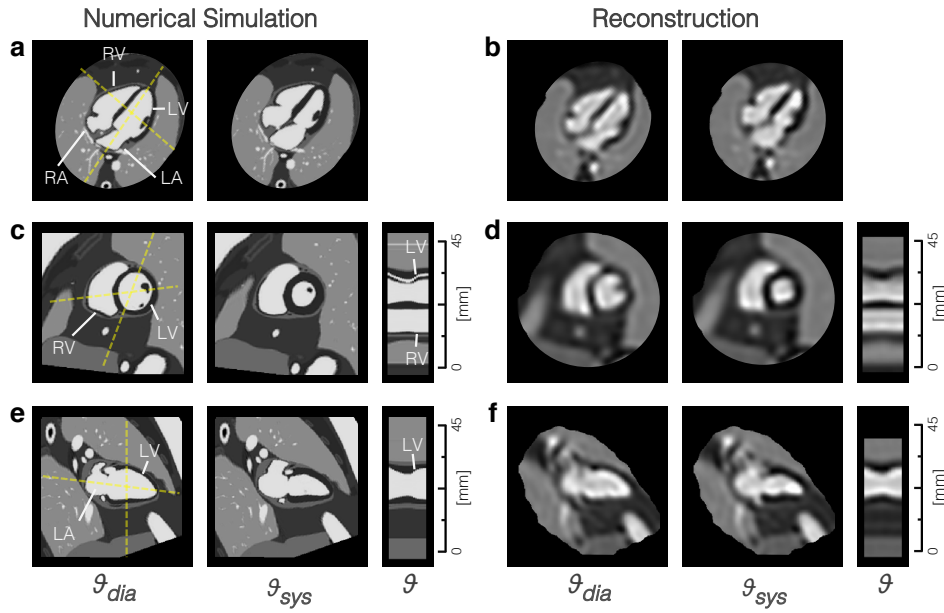 Numerical Simulation
Reconstruction
a
RV
LV
RA
LA
b
c
RV
LV
LV
RV
45
[mm]
0
d
45
[mm]
0
e
LV
LA
LV
45
[mm]
0
f
45
[mm]
0
ϑdia
ϑsys
ϑ
ϑdia
ϑsys
ϑ